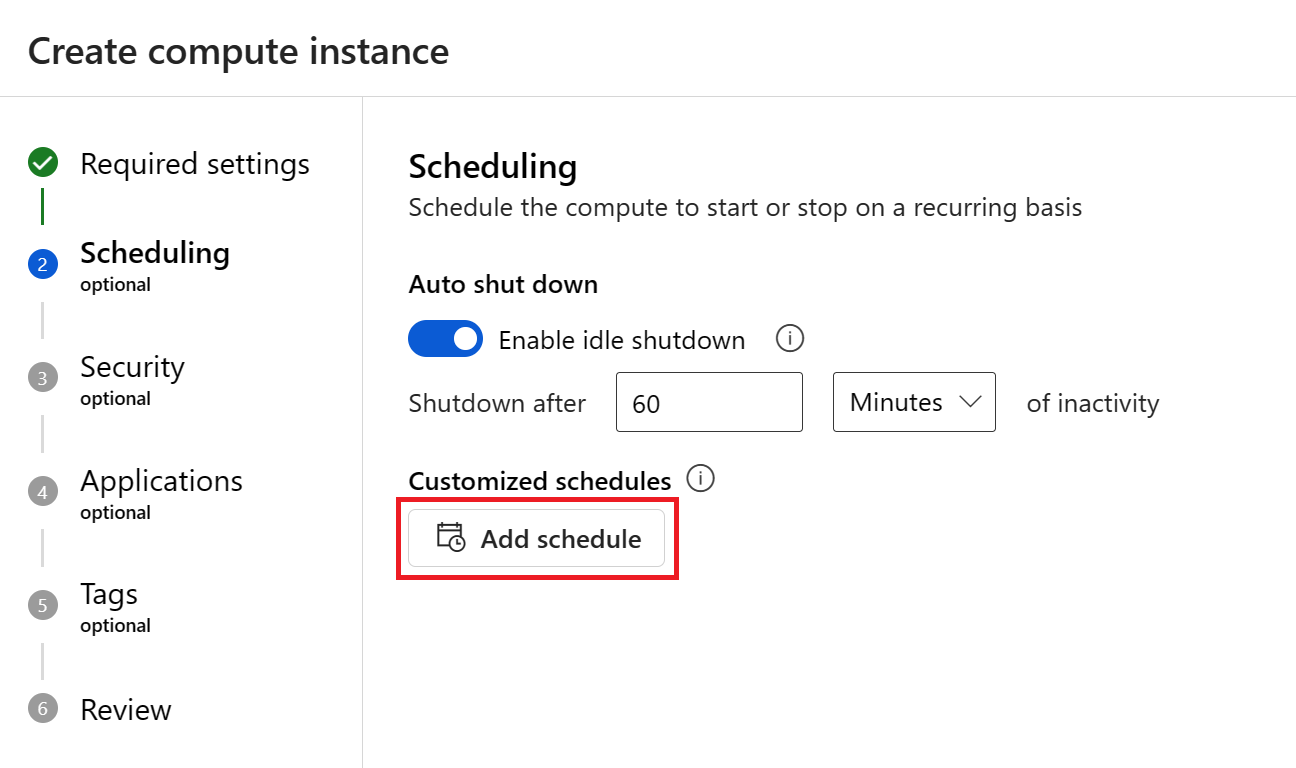 Create compute instance
Required settings
2
Scheduling
optional
3
Security
optional
4
Applications
optional
5
Tags
optional
6
Review
Scheduling
Schedule the compute to start or stop on a recurring basis
Auto shut down
Enable idle shutdown
Shutdown after 60 Minutes of inactivity
Customized schedules
Add schedule